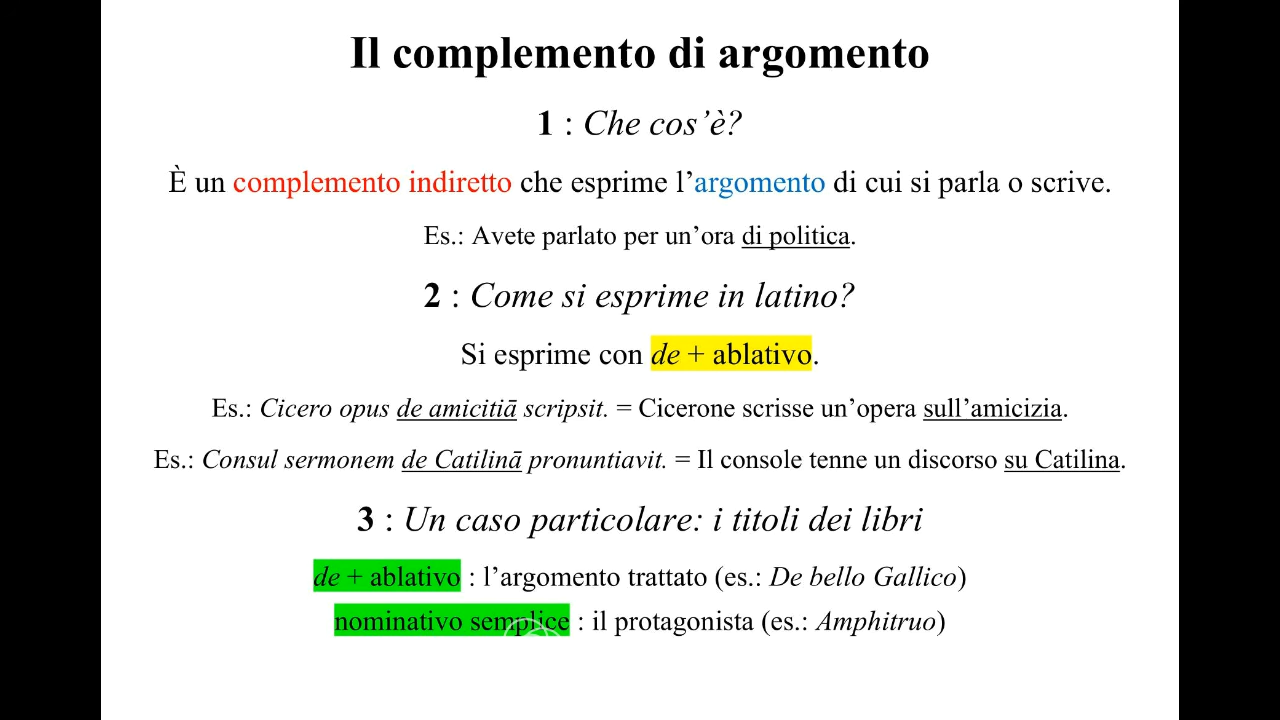 Il complemento di argomento
1 : Che cos’è?
È un complemento indiretto che esprime l’argomento di cui si parla o scrive.
Es.: Avete parlato per un’ora di politica.
2 : Come si esprime in latino?
Si esprime con de + ablativo.
Es.: Cicero opus de amicitiā scripsit. = Cicerone scrisse un’opera sull’amicizia.
Es.: Consul sermonem de Catilinā pronuntiavit. = Il console tenne un discorso su Catilina.
3 : Un caso particolare: i titoli dei libri
de + ablativo : l’argomento trattato (es.: De bello Gallico)
nominativo semplice : il protagonista (es.: Amphitruo)